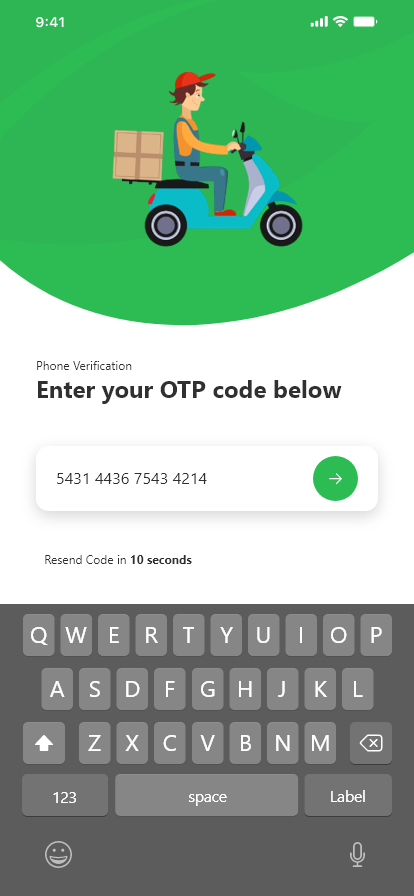 9:41
Phone Verification
Enter your OTP code below
5431 4436 7543 4214
Resend Code in 10 seconds
Q W E R T Y U I O P
A S D F G H J K L
Z X C V B N M
123 space Label